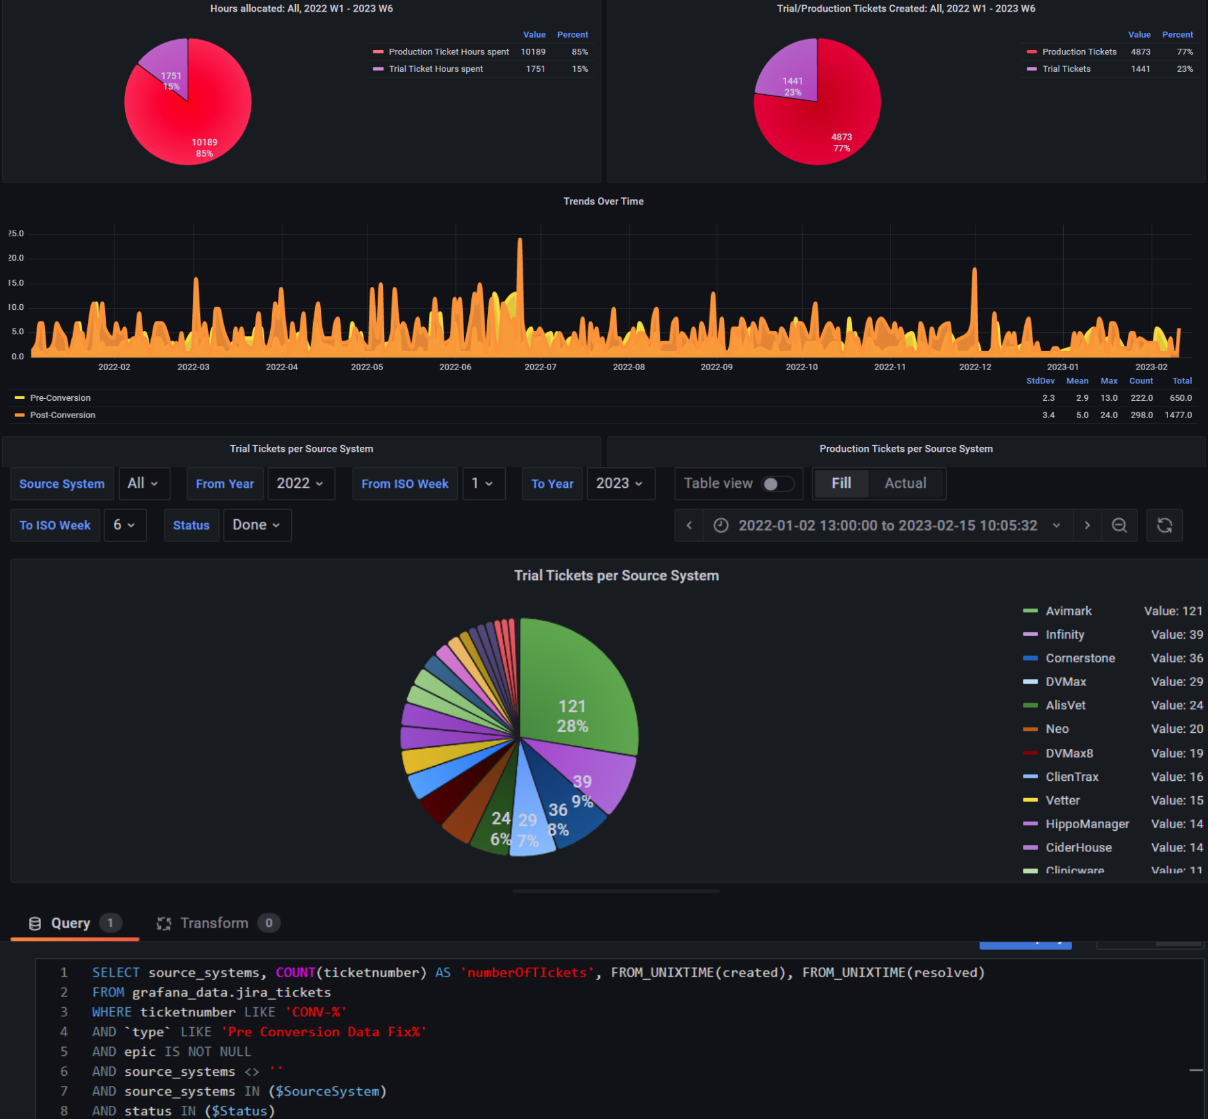 Hours allocated: All, 2022 W1 - 2023 W6
Value Percent
Production Ticket Hours spent 10189 85%
Trial Ticket Hours spent 1751 15%
1751
15%
10189
85%
Trial/Production Tickets Created: All, 2022 W1 - 2023 W6
Value Percent
Production Tickets 4873 77%
Trial Tickets 1441 23%
1441
23%
4873
77%
Trends Over Time
25.0
20.0
15.0
10.0
5.0
0.0
2022-02 2022-03 2022-04 2022-05 2022-06 2022-07 2022-08 2022-09 2022-10 2022-11 2022-12 2023-01 2023-02
StdDev Mean Max Count Total
Pre-Conversion 2.3 2.9 13.0 222.0 650.0
Post-Conversion 3.4 5.0 24.0 298.0 1477.0
Trial Tickets per Source System
Production Tickets per Source System
Source System All From Year 2022 From ISO Week 1 To Year 2023 Table view Fill Actual
To ISO Week 6 Status Done 2022-01-02 13:00:00 to 2023-02-15 10:05:32
Trial Tickets per Source System
121
28%
39
9%
36
8%
29
7%
24
6%
Avimark Value: 121
Infinity Value: 39
Cornerstone Value: 36
DVMax Value: 29
AlisVet Value: 24
Neo Value: 20
DVMax8 Value: 19
ClienTrax Value: 16
Vetter Value: 15
HippoManager Value: 14
CiderHouse Value: 14
Clinicware Value: 11
Query 1 Transform 0
1 SELECT source_systems, COUNT(ticketnumber) AS 'numberOfTIckets', FROM_UNIXTIME(created), FROM_UNIXTIME(resolved)
2 FROM grafana_data.jira_tickets
3 WHERE ticketnumber LIKE 'CONV-%'
4 AND `type` LIKE 'Pre Conversion Data Fix%'
5 AND epic IS NOT NULL
6 AND source_systems <> ''
7 AND source_systems IN ($SourceSystem)
8 AND status IN ($Status)